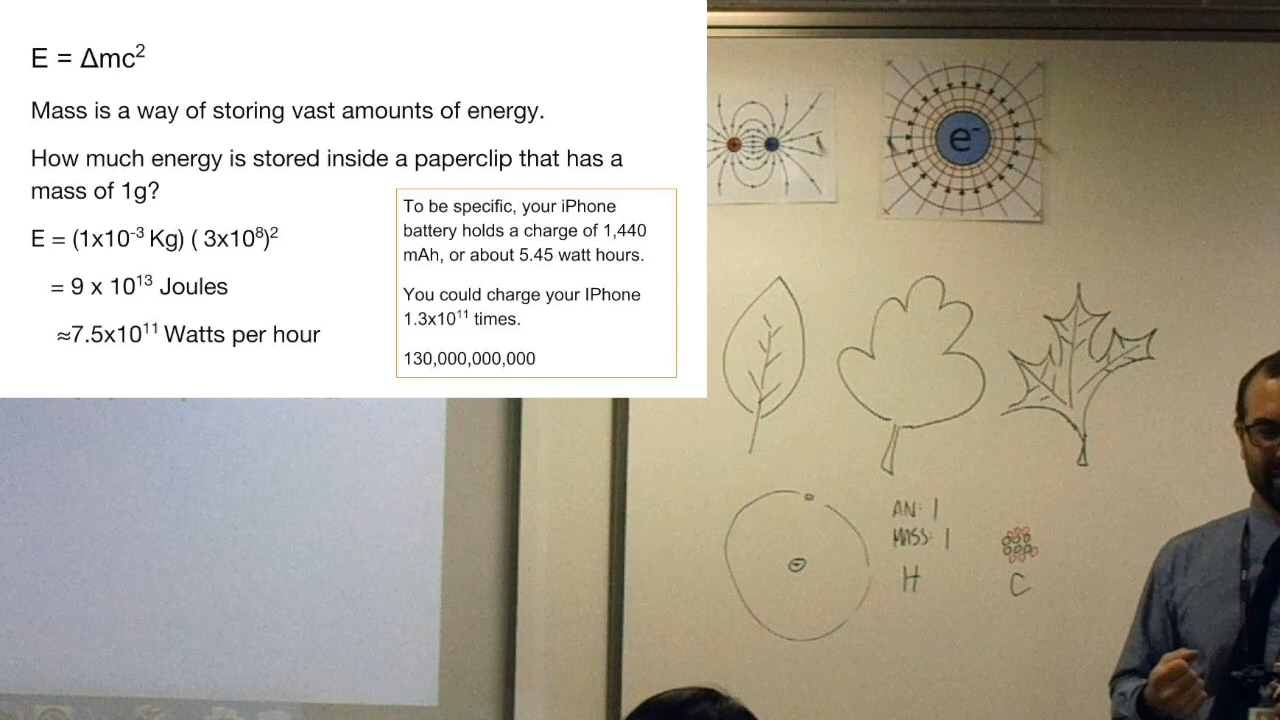 E = Δmc²
Mass is a way of storing vast amounts of energy.
How much energy is stored inside a paperclip that has a
mass of 1g?
E = (1x10⁻³ Kg) ( 3x10⁸)²
= 9 x 10¹³ Joules
≈7.5x10¹¹ Watts per hour
To be specific, your iPhone
battery holds a charge of 1,440
mAh, or about 5.45 watt hours.
You could charge your IPhone
1.3x10¹¹ times.
130,000,000,000
+
e⁻
AN: 1
MASS: 1
H
C